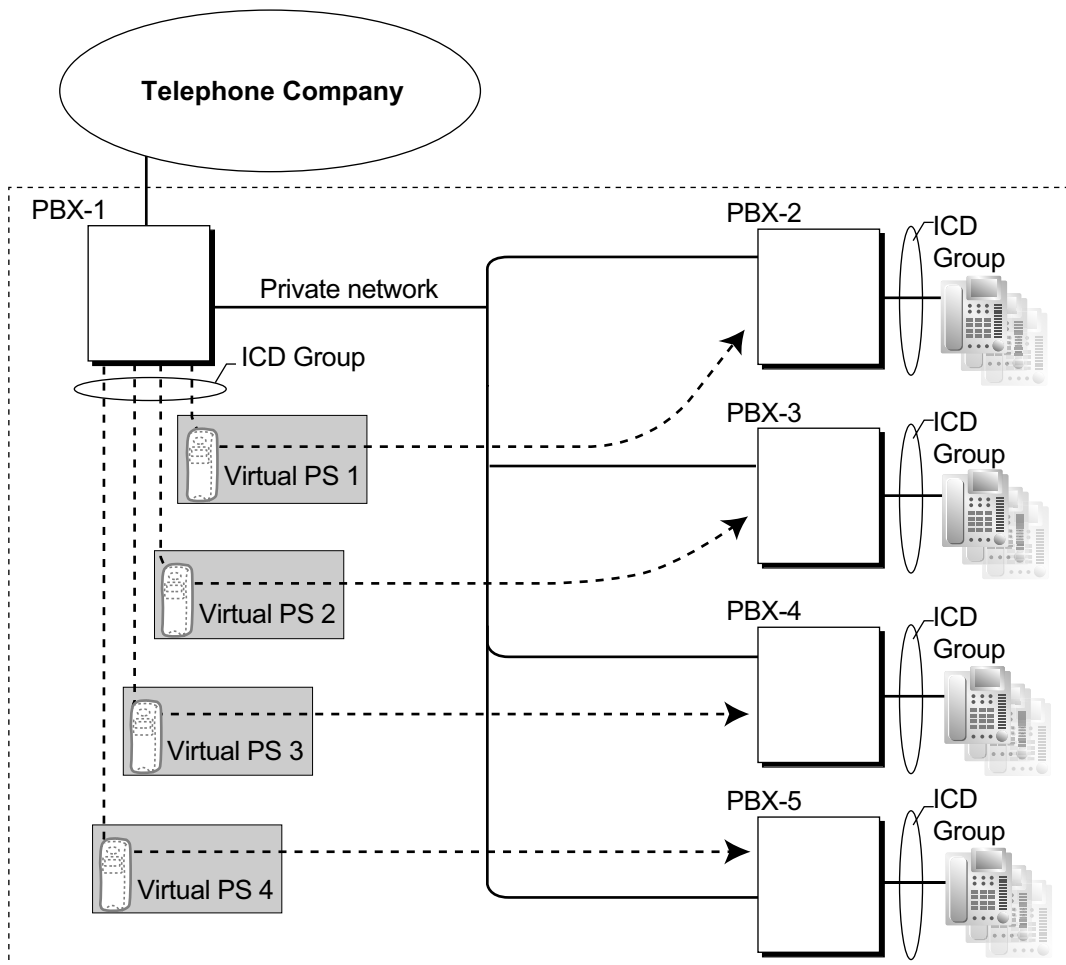 Telephone Company
PBX-1
PBX-2
ICD
Group
Private network
ICD Group
Virtual PS 1
PBX-3
ICD
Group
Virtual PS 2
PBX-4
ICD
Group
Virtual PS 3
PBX-5
ICD
Group
Virtual PS 4